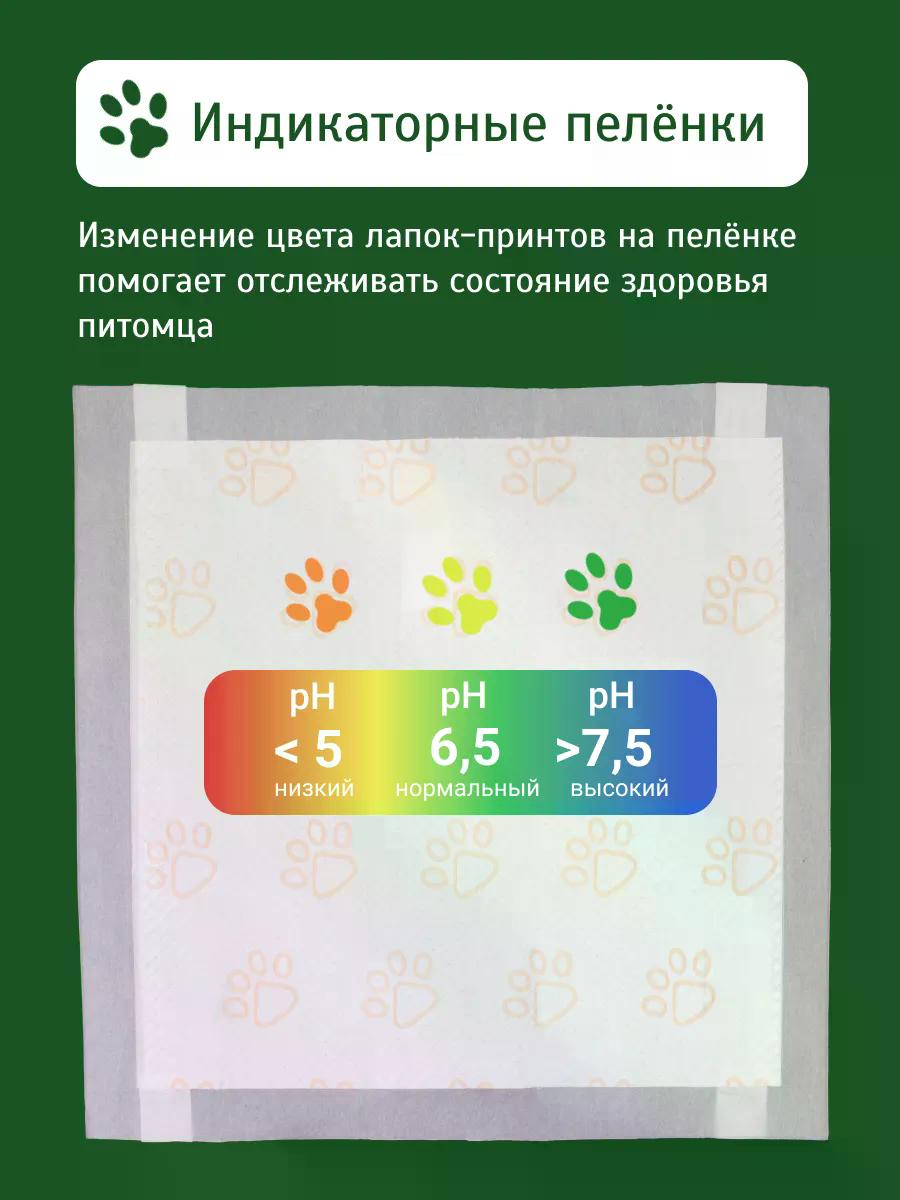 Индикаторные пелёнки
Изменение цвета лапок-принтов на пелёнке
помогает отслеживать состояние здоровья
питомца
pH pH pH
< 5 6,5 >7,5
низкий нормальный высокий